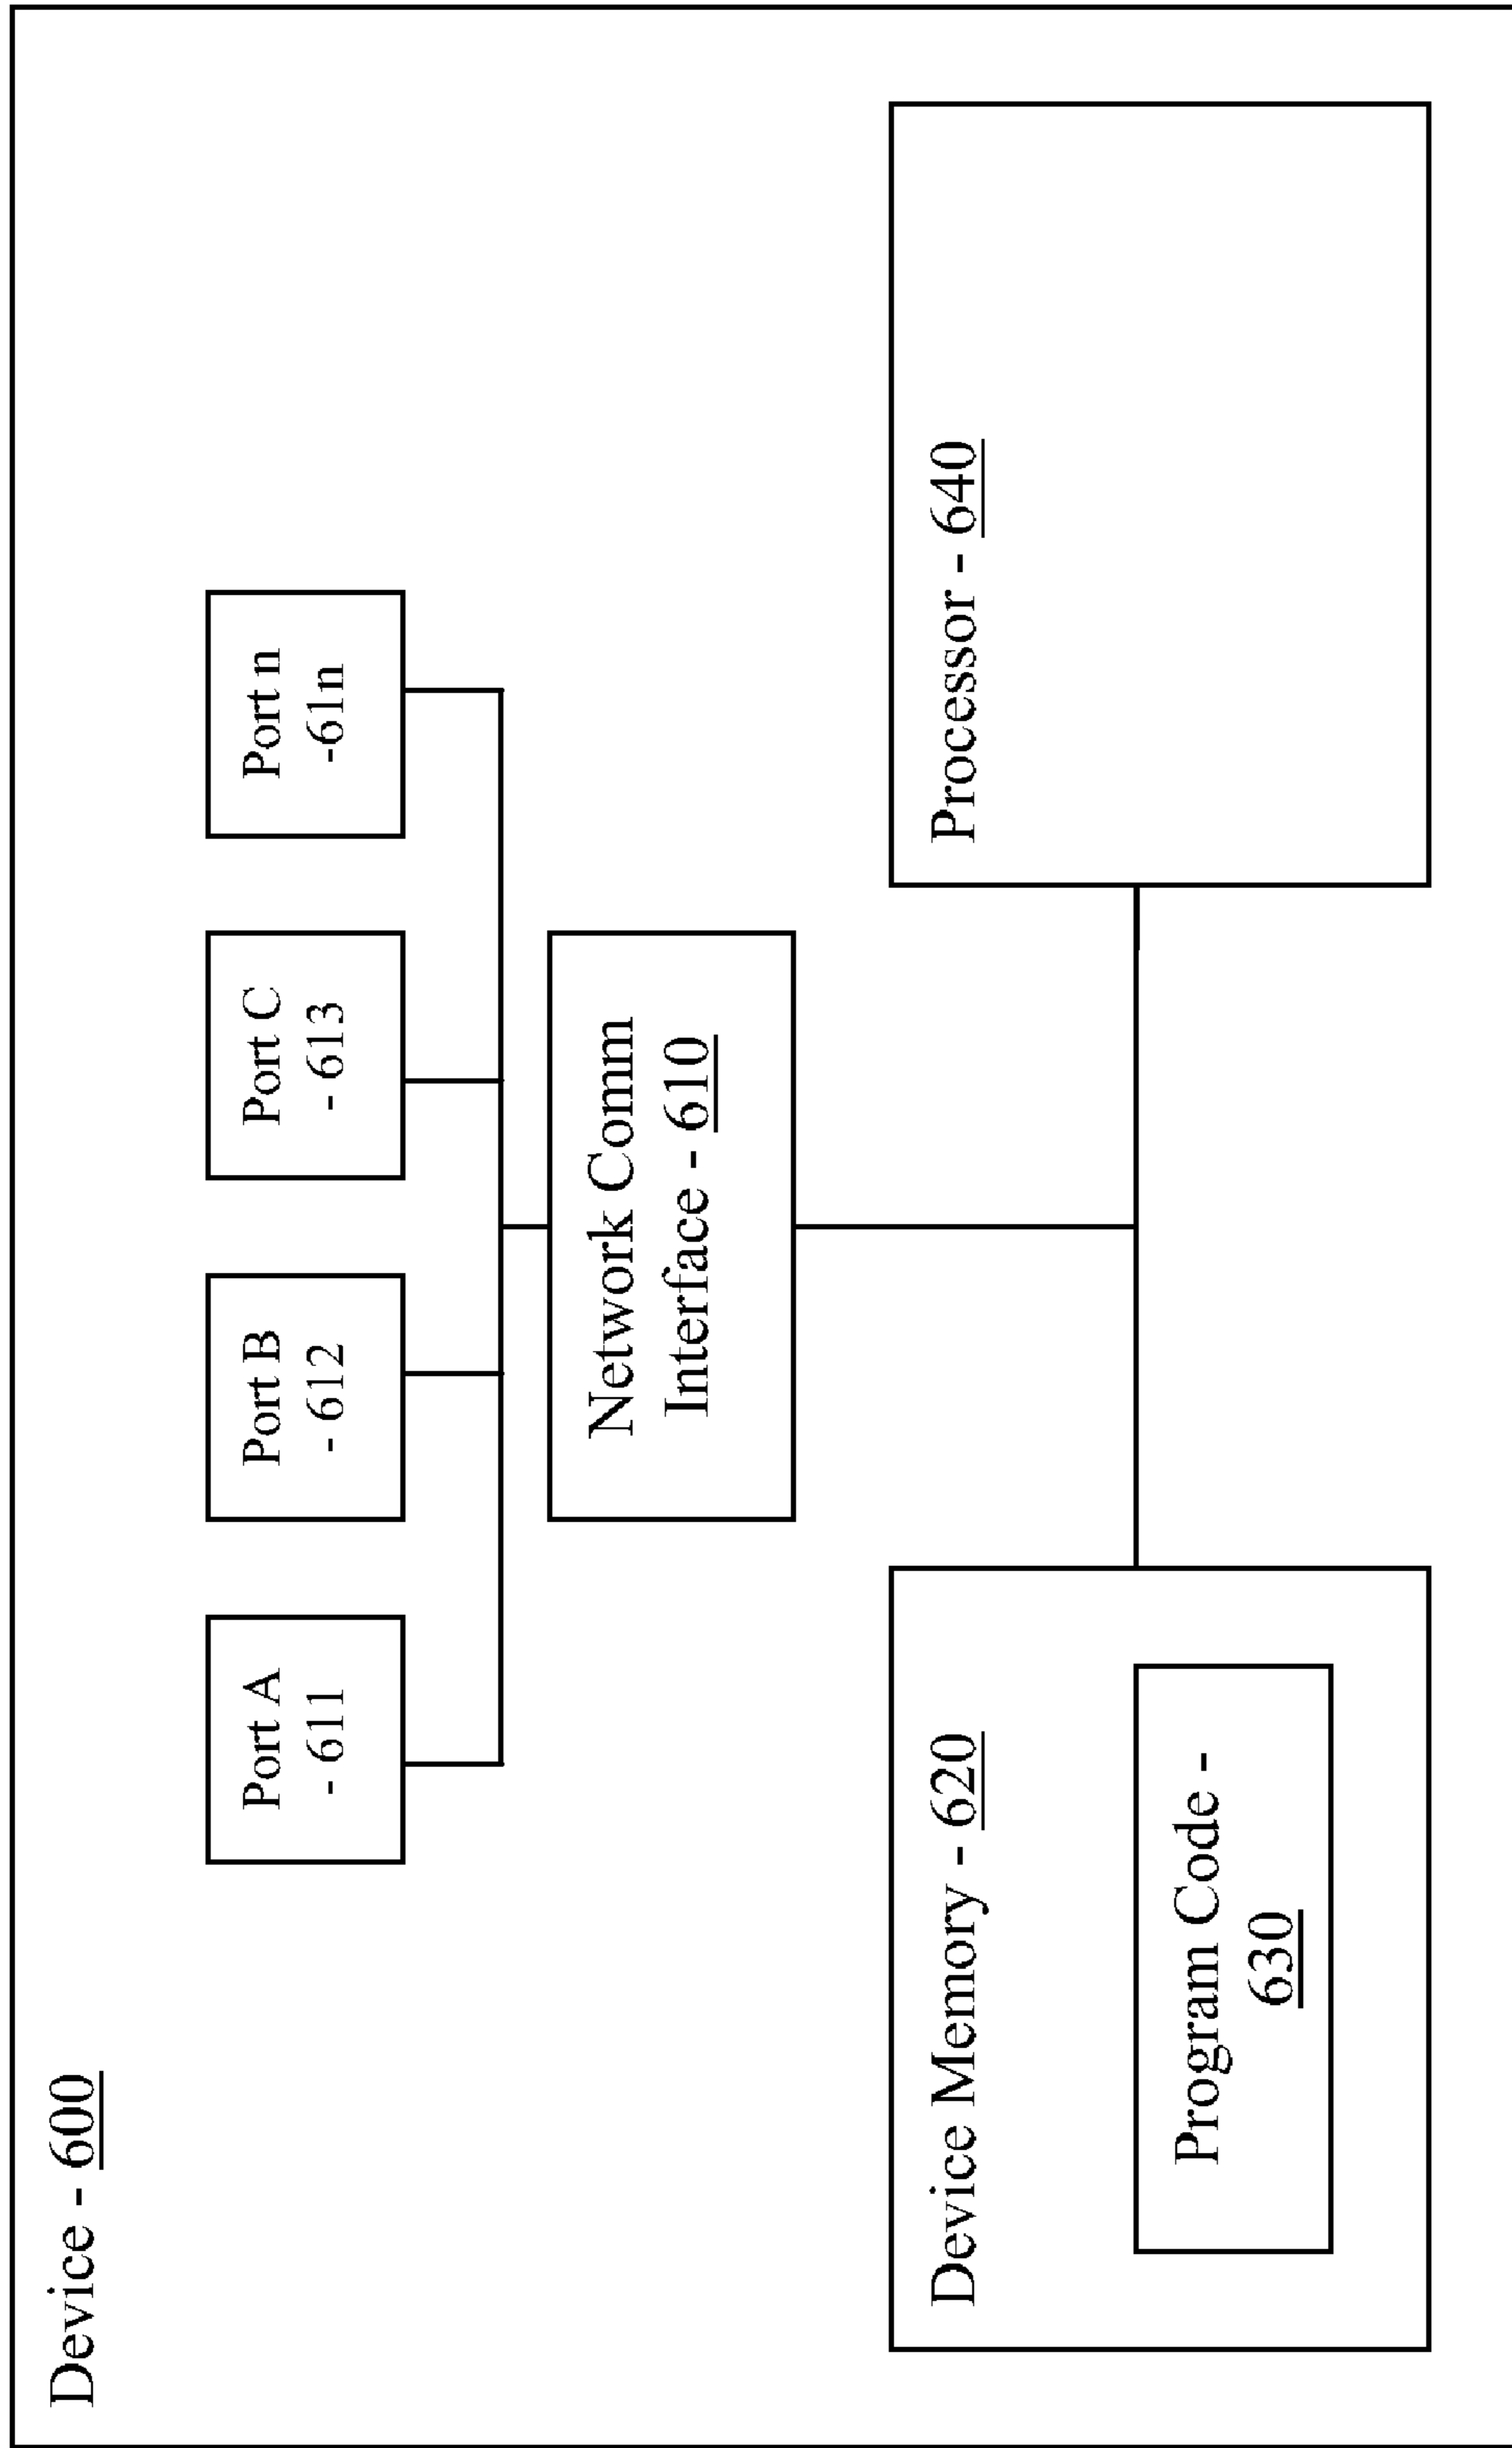 Device - 600
Port A
- 611
Port B
- 612
Port C
- 613
Port n
-61n
Network Comm
Interface - 610
Device Memory - 620
Program Code -
630
Processor - 640